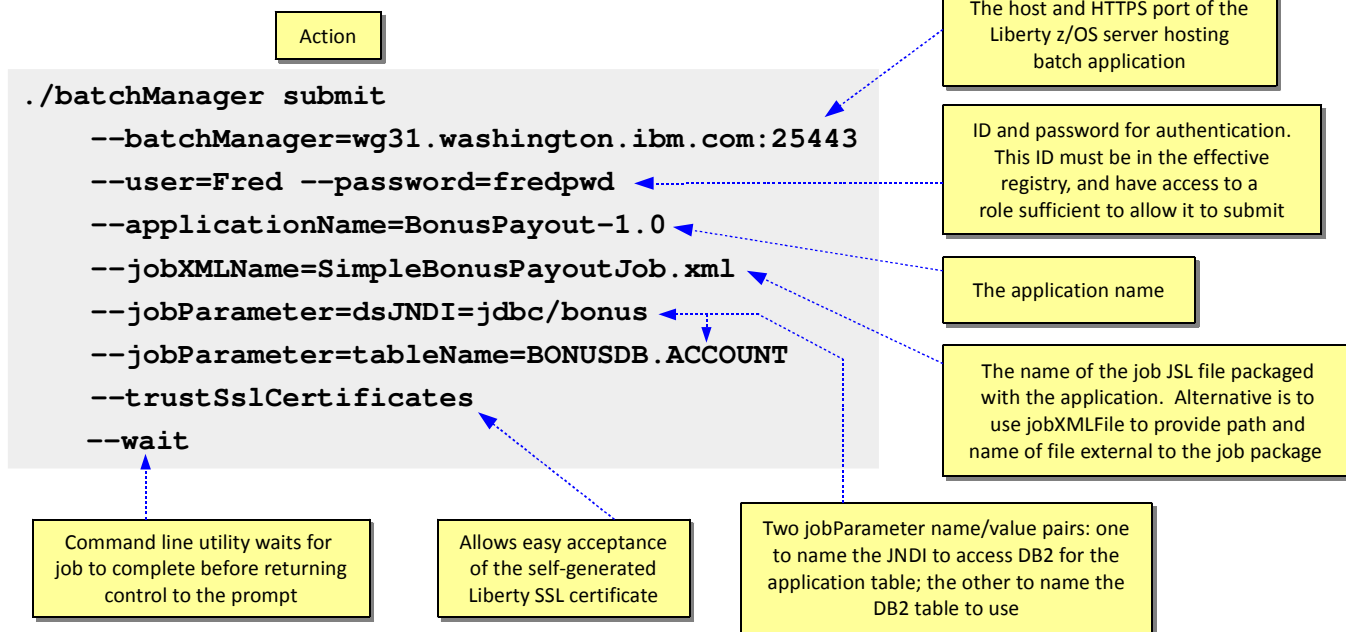 The host and HTTPS port of the
Liberty z/OS server hosting
batch application
Action
./batchManager submit
--batchManager=wg31.washington.ibm.com:25443
--user=Fred --password=fredpwd
--applicationName=BonusPayout-1.0
--jobXMLName=SimpleBonusPayoutJob.xml
--jobParameter=dsJNDI=jdbc/bonus
--jobParameter=tableName=BONUSDB.ACCOUNT
--trustSslCertificates
--wait
ID and password for authentication.
This ID must be in the effective
registry, and have access to a
role sufficient to allow it to submit
The application name
The name of the job JSL file packaged
with the application. Alternative is to
use jobXMLFile to provide path and
name of file external to the job package
Command line utility waits for
job to complete before returning
control to the prompt
Allows easy acceptance
of the self-generated
Liberty SSL certificate
Two jobParameter name/value pairs: one
to name the JNDI to access DB2 for the
application table; the other to name the
DB2 table to use